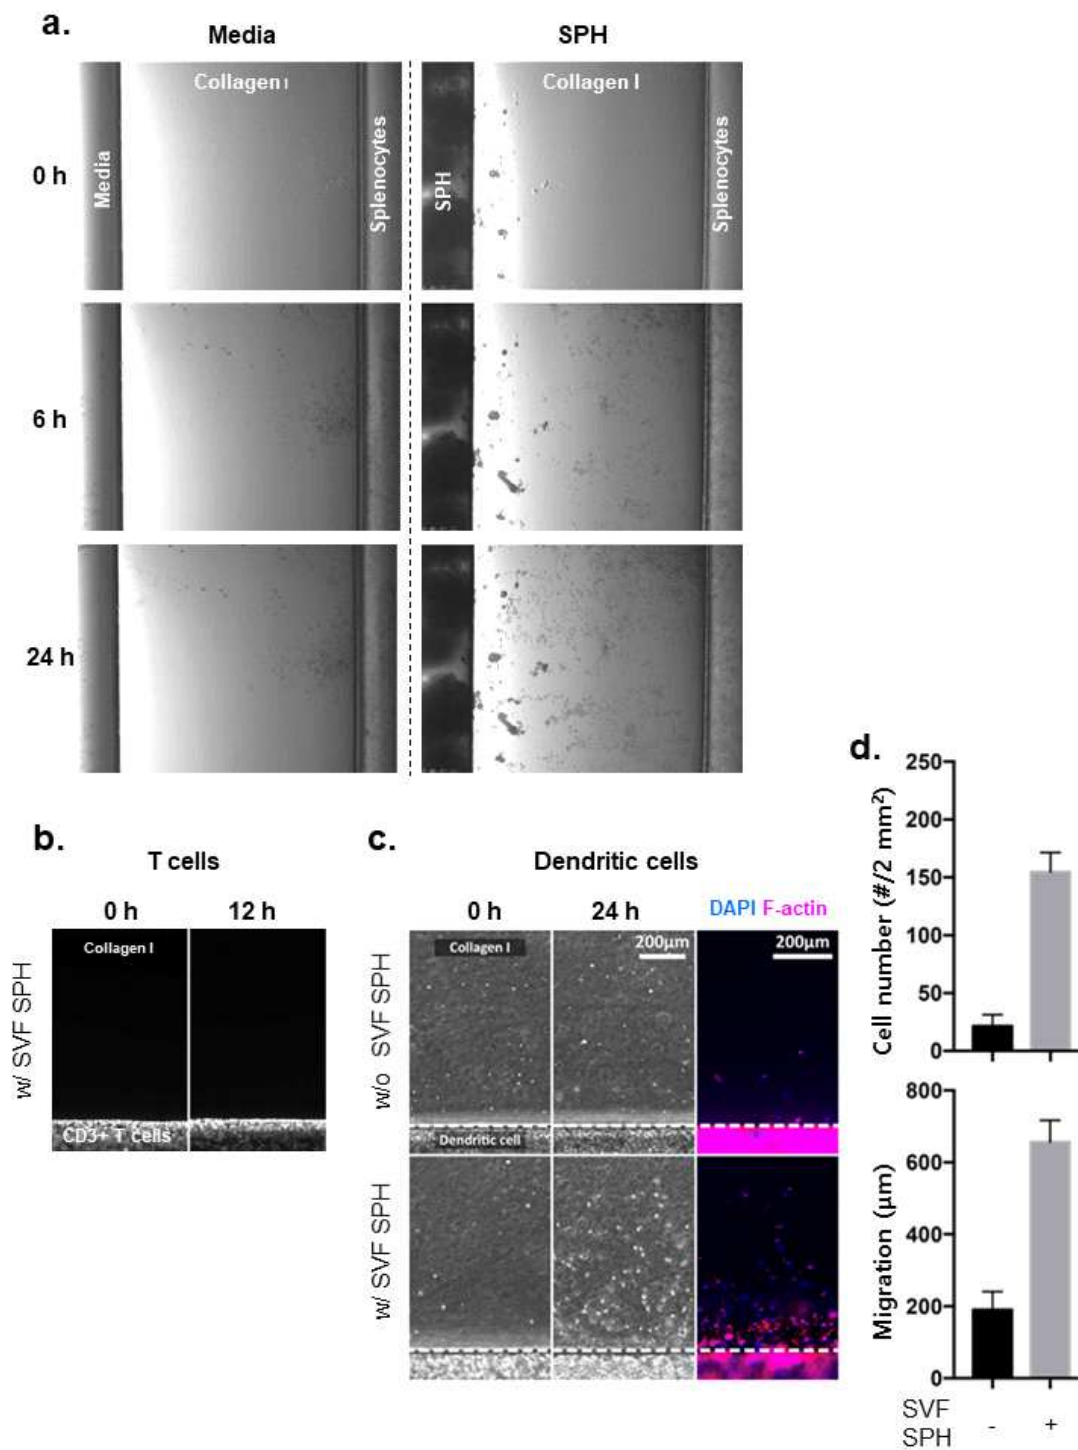 a.
Media
SPH
Collagen I
Collagen I
0 h
Media
Splenocytes
SPH
Splenocytes
6 h
24 h
b.
T cells
0 h
12 h
w/ SVF SPH
Collagen I
CD3+ T cells
c.
Dendritic cells
0 h
24 h
DAPI F-actin
w/o SVF SPH
Collagen I
200μm
200μm
Dendritic cell
w/ SVF SPH
d.
Cell number (#/2 mm²)
250
200
150
100
50
0
Migration (μm)
800
600
400
200
0
SVF
SPH
-
+